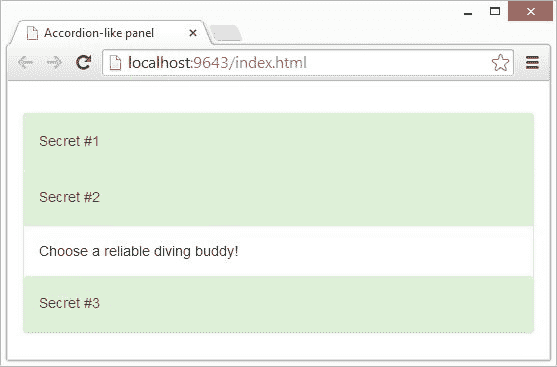 Accordion-like panel
localhost:9643/index.html
Secret #1
Secret #2
Choose a reliable diving buddy!
Secret #3